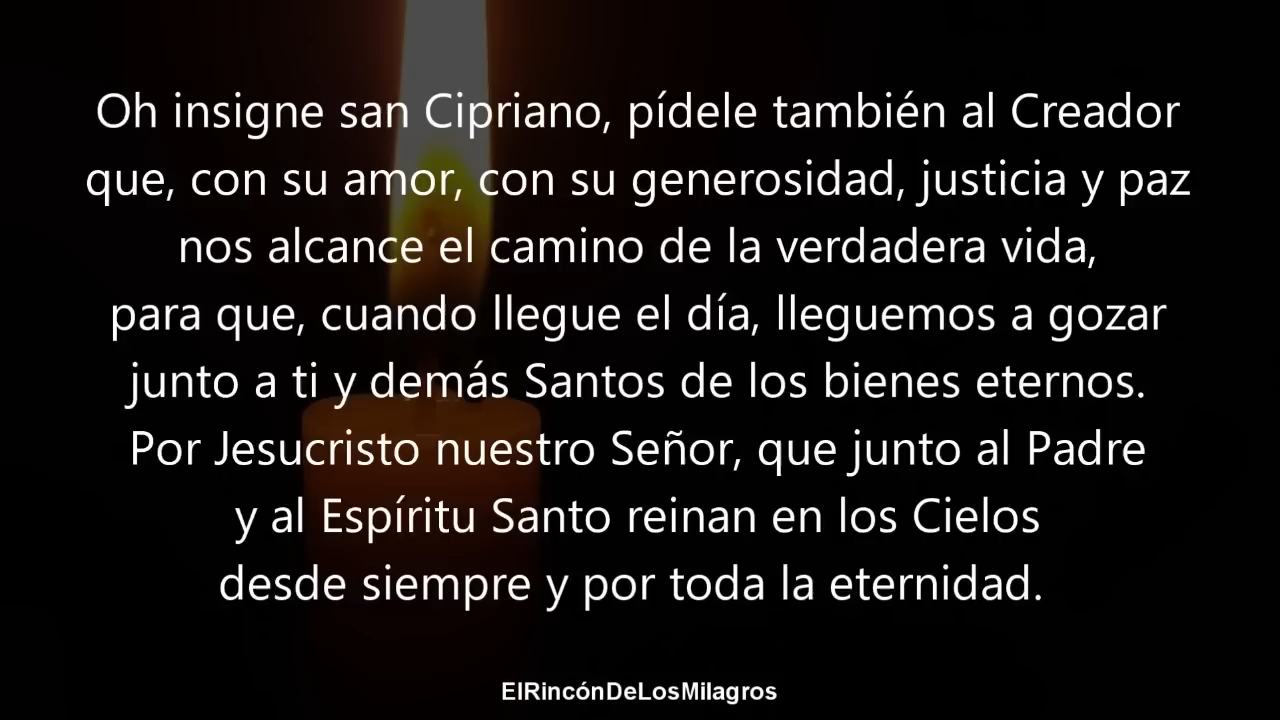 Oh insigne san Cipriano, pídele también al Creador
que, con su amor, con su generosidad, justicia y paz
nos alcance el camino de la verdadera vida,
para que, cuando llegue el día, lleguemos a gozar
junto a ti y demás Santos de los bienes eternos.
Por Jesucristo nuestro Señor, que junto al Padre
y al Espíritu Santo reinan en los Cielos
desde siempre y por toda la eternidad.
ElRincónDeLosMilagros